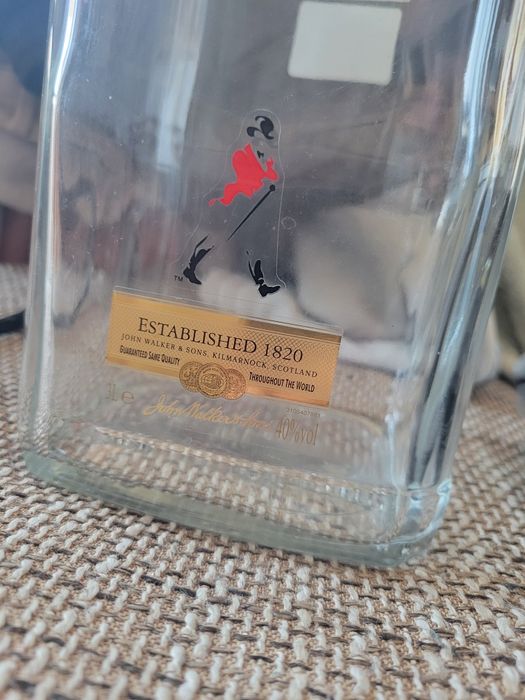 TM
ESTABLISHED 1820
JOHN WALKER & SONS, KILMARNOCK, SCOTLAND
GUARANTEED SAME QUALITY THROUGHOUT THE WORLD
1L e John Walker & Sons 40%vol